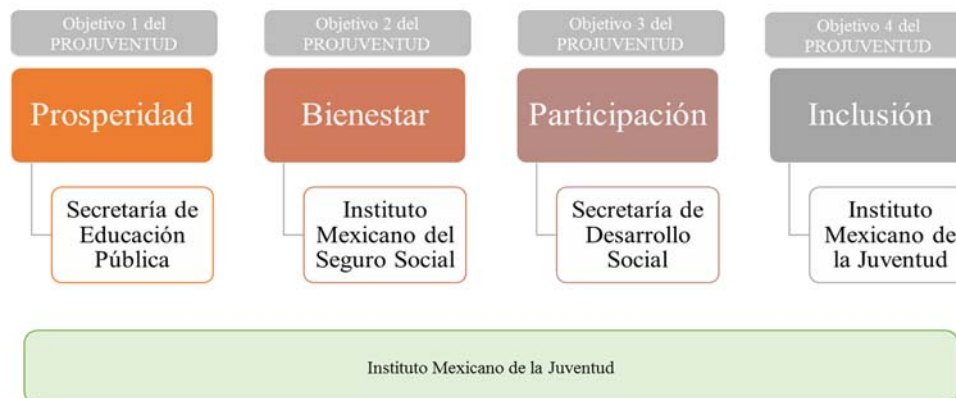 Objetivo 1 del
PROJUVENTUD
Prosperidad
Secretaría de
Educación
Pública
Objetivo 2 del
PROJUVENTUD
Bienestar
Instituto
Mexicano del
Seguro Social
Objetivo 3 del
PROJUVENTUD
Participación
Secretaría de
Desarrollo
Social
Objetivo 4 del
PROJUVENTUD
Inclusión
Instituto
Mexicano de
la Juventud
Instituto Mexicano de la Juventud